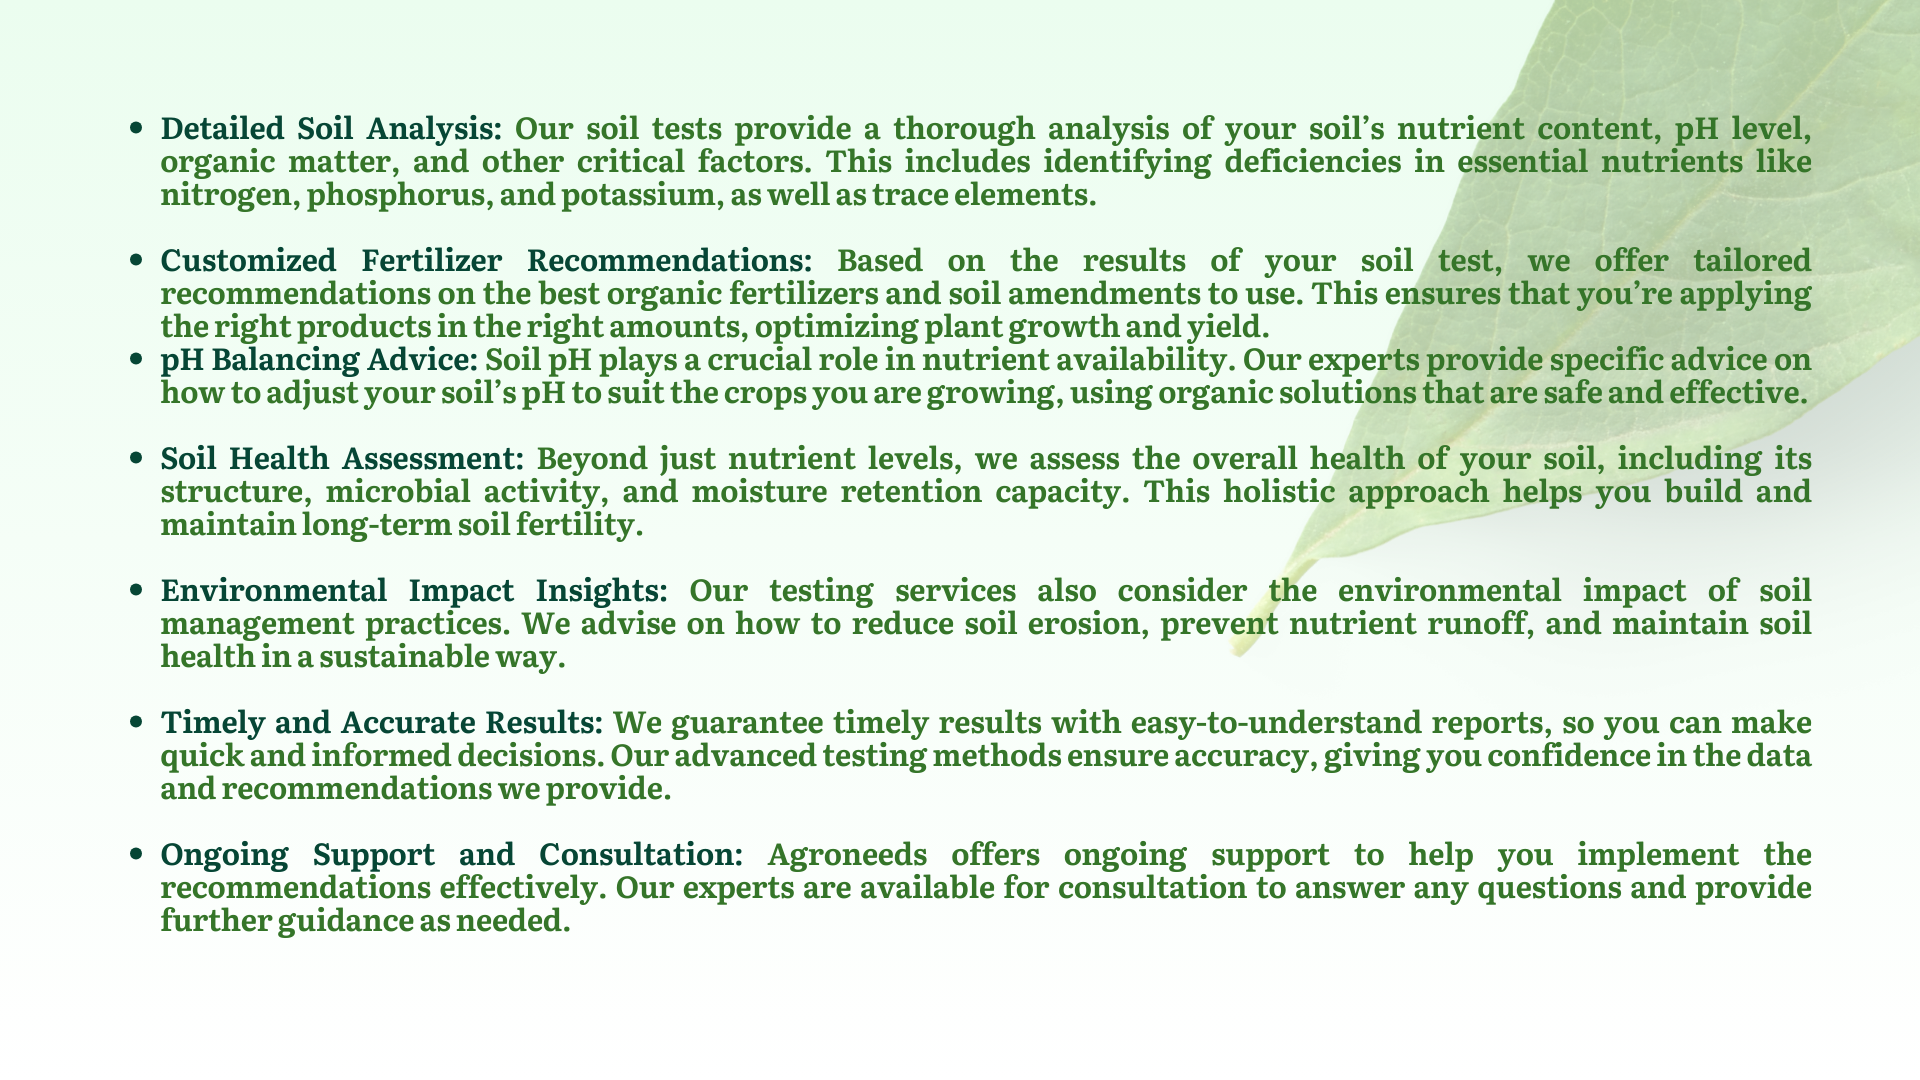 • Detailed Soil Analysis: Our soil tests provide a thorough analysis of your soil’s nutrient content, pH level,
organic matter, and other critical factors. This includes identifying deficiencies in essential nutrients like
nitrogen, phosphorus, and potassium, as well as trace elements.
• Customized Fertilizer Recommendations: Based on the results of your soil test, we offer tailored
recommendations on the best organic fertilizers and soil amendments to use. This ensures that you’re applying
the right products in the right amounts, optimizing plant growth and yield.
• pH Balancing Advice: Soil pH plays a crucial role in nutrient availability. Our experts provide specific advice on
how to adjust your soil’s pH to suit the crops you are growing, using organic solutions that are safe and effective.
• Soil Health Assessment: Beyond just nutrient levels, we assess the overall health of your soil, including its
structure, microbial activity, and moisture retention capacity. This holistic approach helps you build and
maintain long-term soil fertility.
• Environmental Impact Insights: Our testing services also consider the environmental impact of soil
management practices. We advise on how to reduce soil erosion, prevent nutrient runoff, and maintain soil
health in a sustainable way.
• Timely and Accurate Results: We guarantee timely results with easy-to-understand reports, so you can make
quick and informed decisions. Our advanced testing methods ensure accuracy, giving you confidence in the data
and recommendations we provide.
• Ongoing Support and Consultation: Agroneeds offers ongoing support to help you implement the
recommendations effectively. Our experts are available for consultation to answer any questions and provide
further guidance as needed.